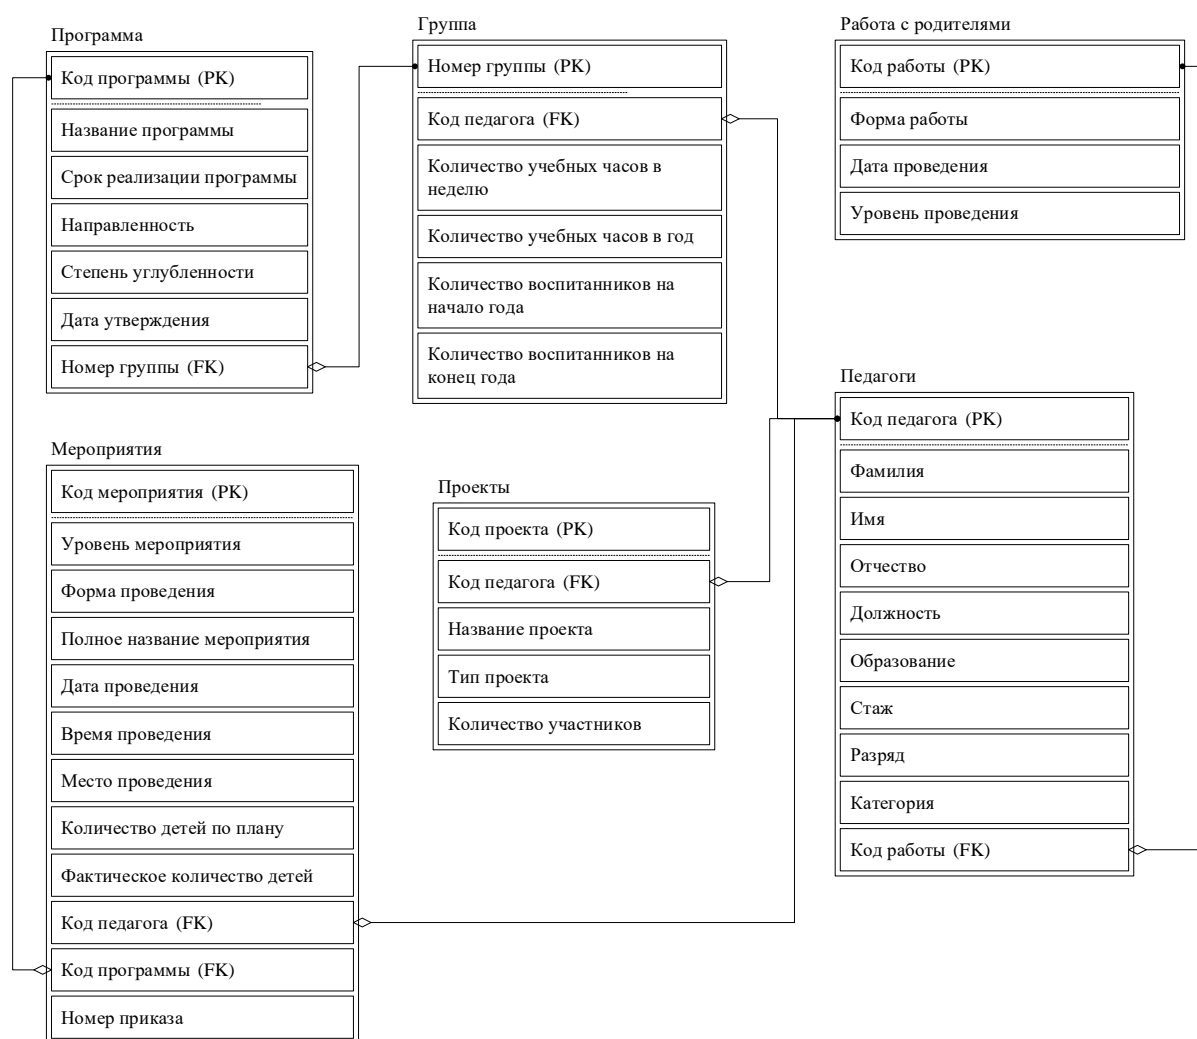 Программа
Код программы (PK)
Название программы
Срок реализации программы
Направленность
Степень углубленности
Дата утверждения
Номер группы (FK)
Группа
Номер группы (PK)
Код педагога (FK)
Количество учебных часов в
неделю
Количество учебных часов в год
Количество воспитанников на
начало года
Количество воспитанников на
конец года
Работа с родителями
Код работы (PK)
Форма работы
Дата проведения
Уровень проведения
Мероприятия
Код мероприятия (PK)
Уровень мероприятия
Форма проведения
Полное название мероприятия
Дата проведения
Время проведения
Место проведения
Количество детей по плану
Фактическое количество детей
Код педагога (FK)
Код программы (FK)
Номер приказа
Проекты
Код проекта (PK)
Код педагога (FK)
Название проекта
Тип проекта
Количество участников
Педагоги
Код педагога (PK)
Фамилия
Имя
Отчество
Должность
Образование
Стаж
Разряд
Категория
Код работы (FK)